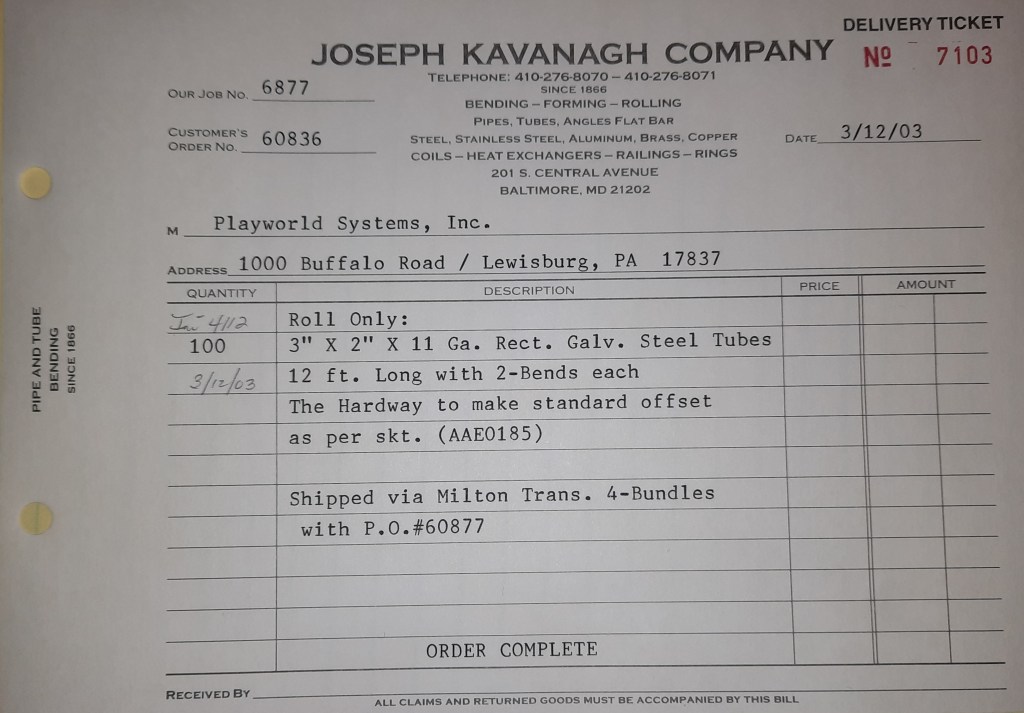 DELIVERY TICKET
JOSEPH KAVANAGH COMPANY
Nº 7103
TELEPHONE: 410-276-8070 – 410-276-8071
SINCE 1866
OUR JOB NO. 6877
BENDING – FORMING – ROLLING
PIPES, TUBES, ANGLES FLAT BAR
CUSTOMER'S ORDER NO. 60836
STEEL, STAINLESS STEEL, ALUMINUM, BRASS, COPPER
DATE 3/12/03
COILS – HEAT EXCHANGERS – RAILINGS – RINGS
201 S. CENTRAL AVENUE
BALTIMORE, MD 21202
M Playworld Systems, Inc.
ADDRESS 1000 Buffalo Road / Lewisburg, PA 17837
QUANTITY DESCRIPTION PRICE AMOUNT
4112 Roll Only:
100 3" X 2" X 11 Ga. Rect. Galv. Steel Tubes
3/12/03 12 ft. Long with 2-Bends each
The Hardway to make standard offset
as per skt. (AAE0185)
Shipped via Milton Trans. 4-Bundles
with P.O.#60877
ORDER COMPLETE
RECEIVED BY
ALL CLAIMS AND RETURNED GOODS MUST BE ACCOMPANIED BY THIS BILL
PIPE AND TUBE
BENDING
SINCE 1866